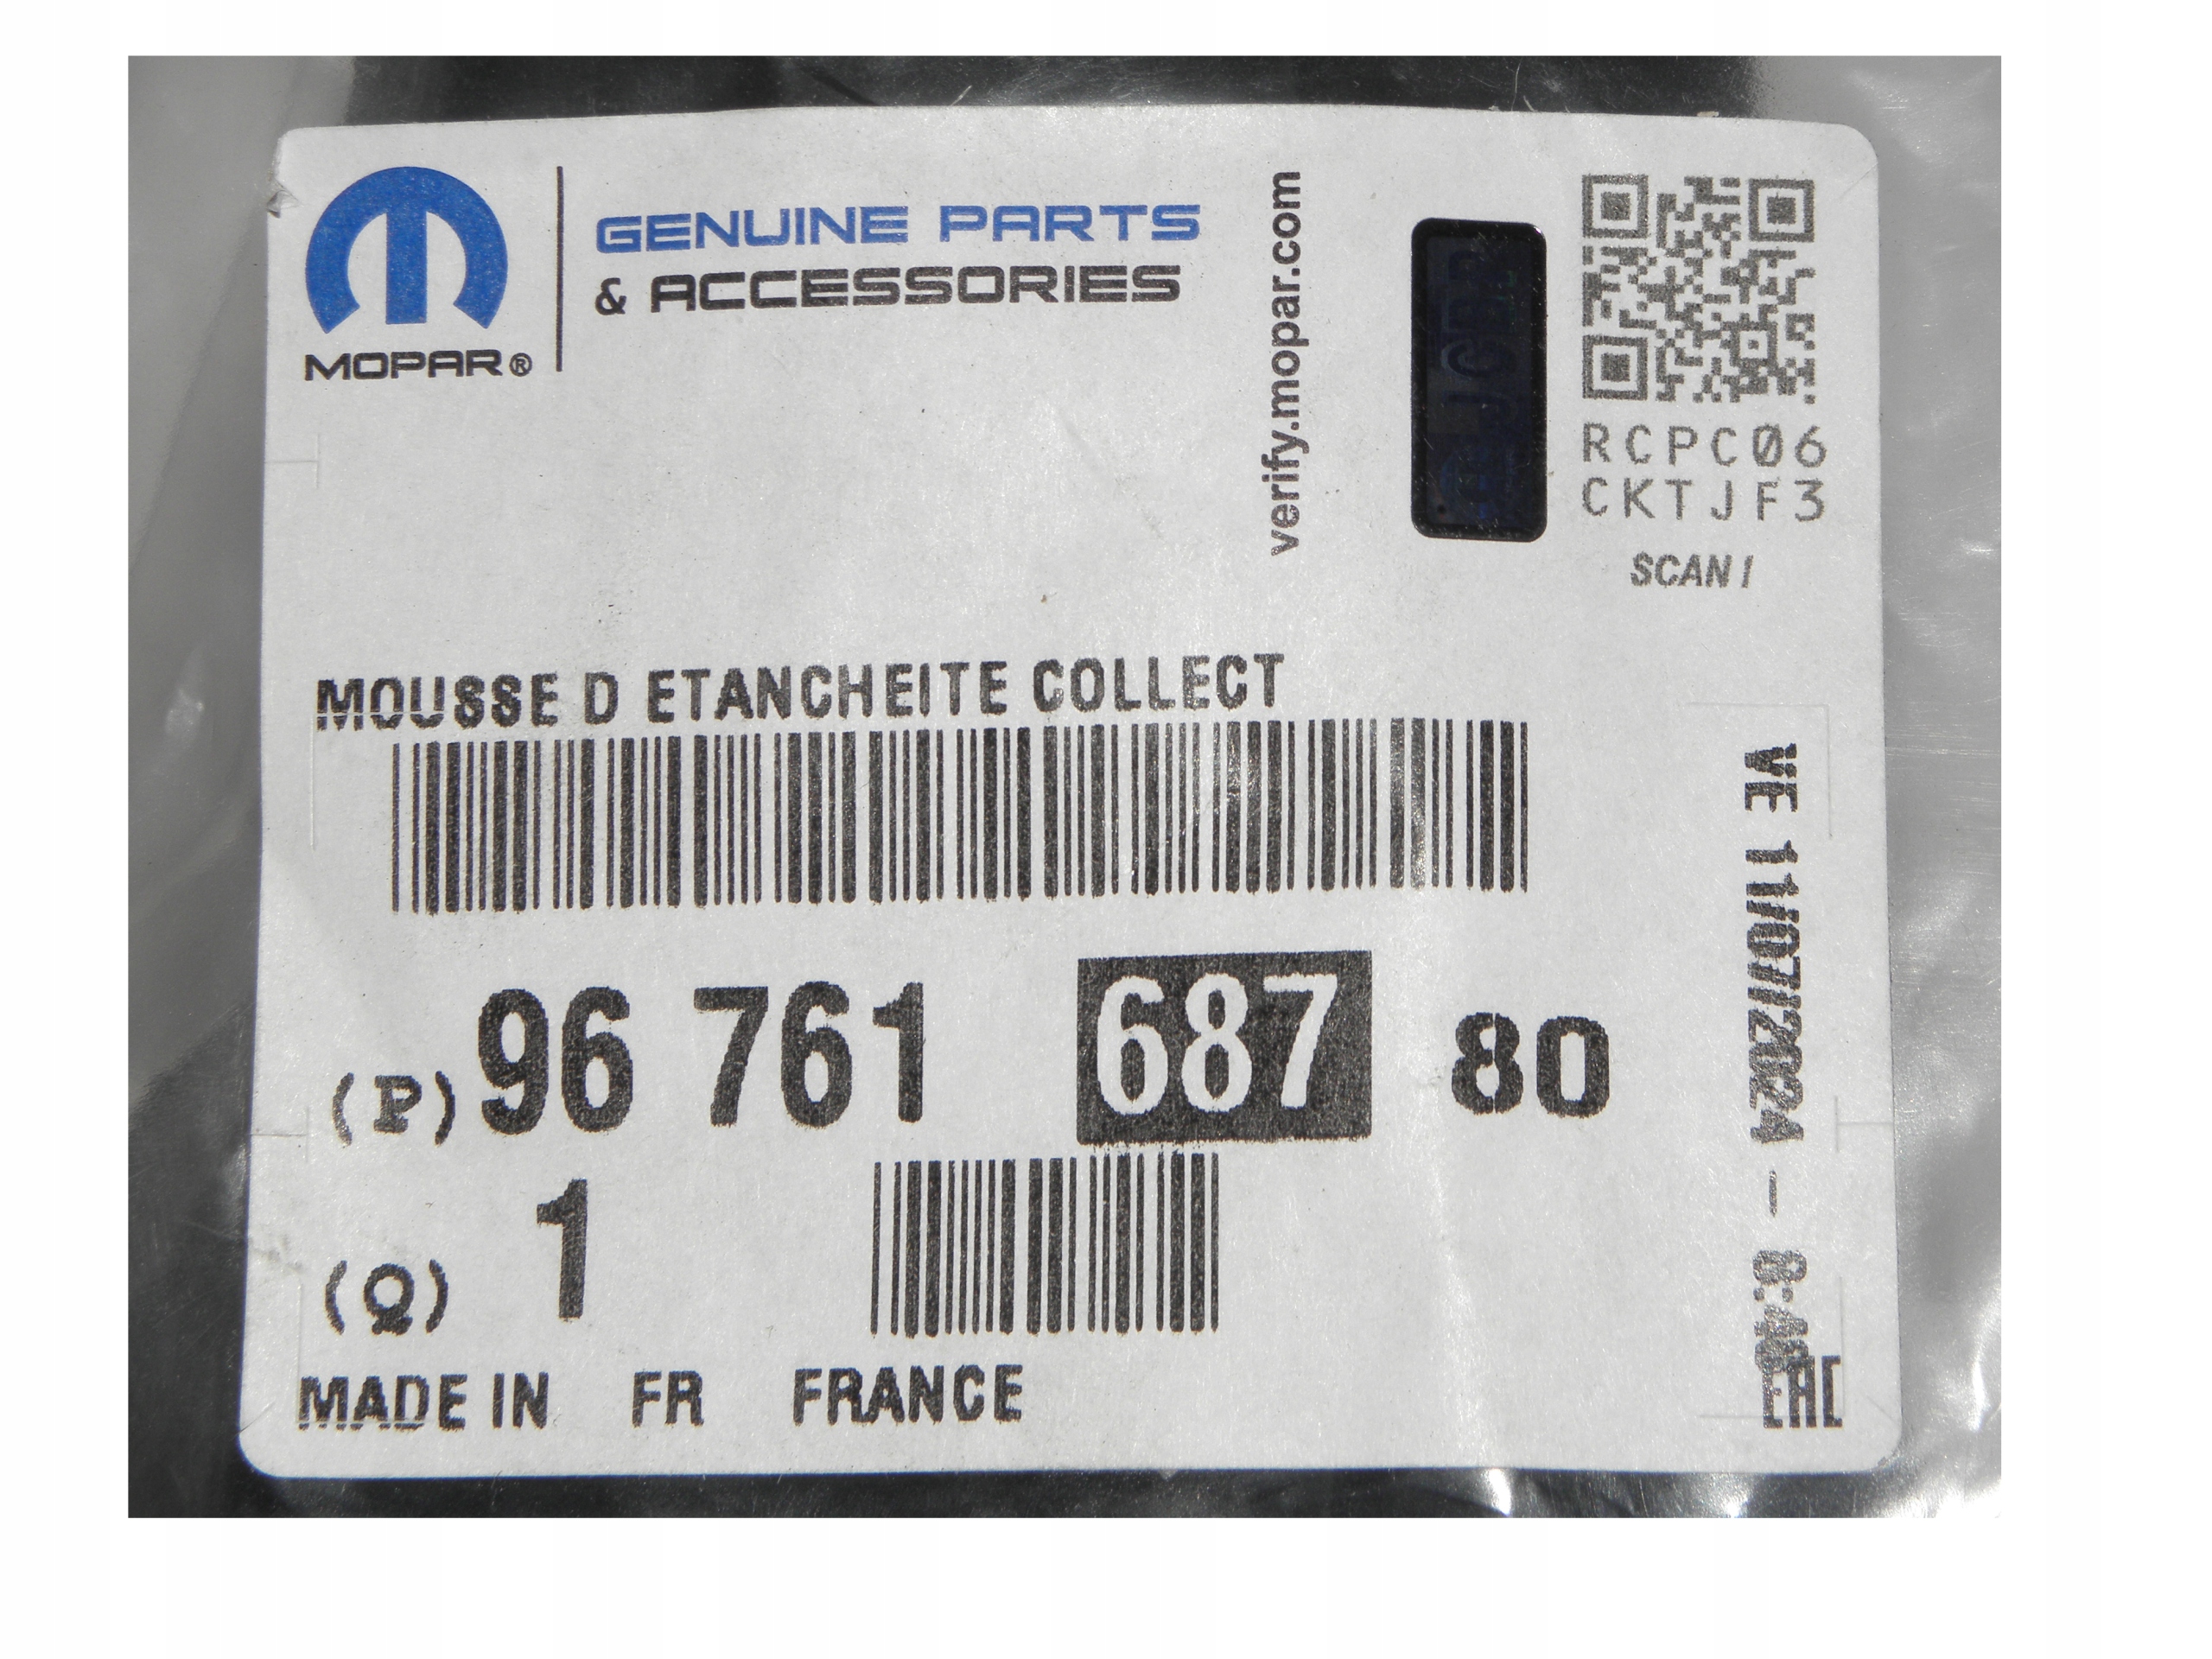 GENUINE PARTS
& ACCESSORIES
MOPAR®
verify.mopar.com
RCPC06
CKTJF3
SCAN
MOUSSE D ETANCHEITE COLLECT
(P) 96 761 687 80
(Q) 1
MADE IN FR FRANCE
VE 11/07/2024 - 8:
EAC